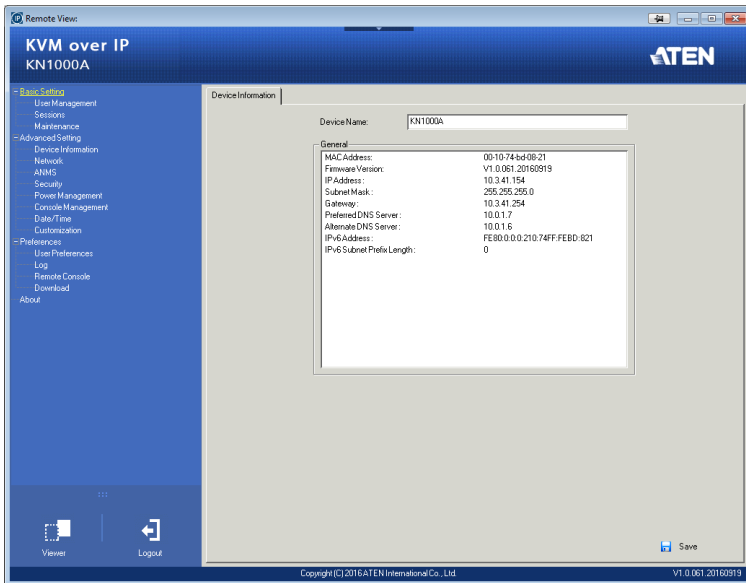 Remote View:
KVM over IP
KN1000A
ATEN
Basic Setting
User Management
Sessions
Maintenance
Advanced Setting
Device Information
Network
ANMS
Security
Power Management
Console Management
Date/Time
Customization
Preferences
User Preferences
Log
Remote Console
Download
About
Viewer
Logout
Device Information
Device Name: KN1000A
General
MAC Address: 00-10-74-bd-08-21
Firmware Version: V1.0.061.20160919
IP Address: 10.3.41.154
Subnet Mask: 255.255.255.0
Gateway: 10.3.41.254
Preferred DNS Server: 10.0.1.7
Alternate DNS Server: 10.0.1.6
IPv6 Address: FE80:0:0:0:210:74FF:FEBD:821
IPv6 Subnet Prefix Length: 0
Save
Copyright (C) 2016 ATEN International Co., Ltd.
V1.0.061.20160919